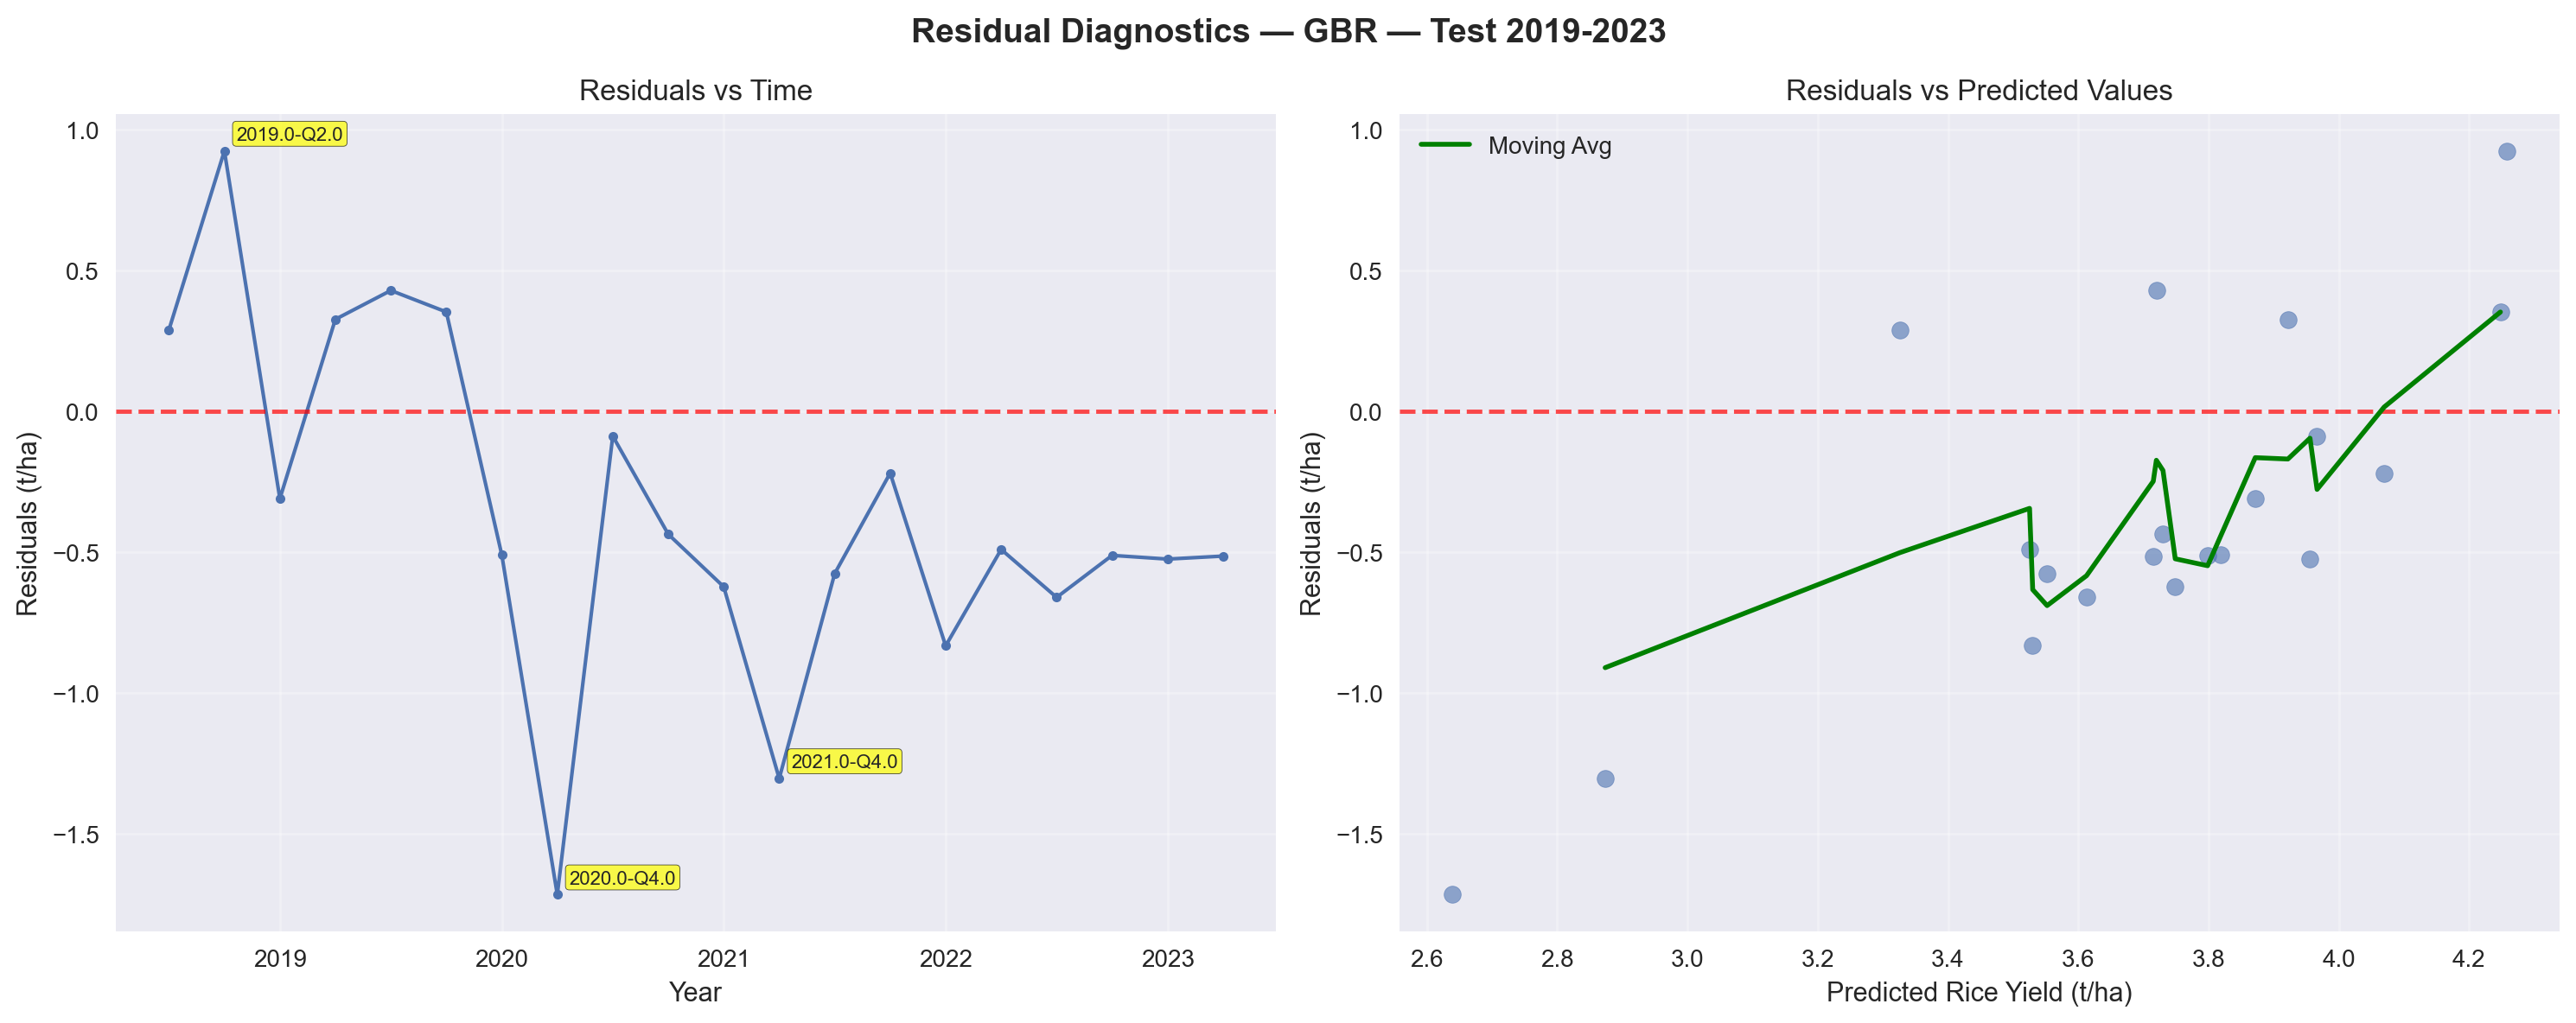 Residual Diagnostics — GBR — Test 2019-2023
Residuals vs Time
Residuals (t/ha)
1.0
0.5
0.0
−0.5
−1.0
−1.5
2019.0-Q2.0
2021.0-Q4.0
2020.0-Q4.0
2019
2020
2021
2022
2023
Year
Residuals vs Predicted Values
Moving Avg
Residuals (t/ha)
1.0
0.5
0.0
−0.5
−1.0
−1.5
2.6
2.8
3.0
3.2
3.4
3.6
3.8
4.0
4.2
Predicted Rice Yield (t/ha)